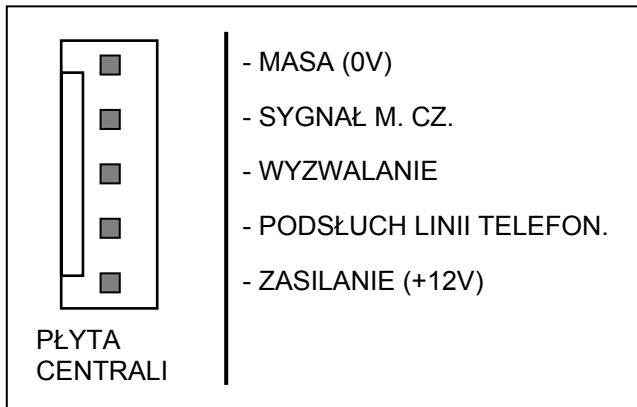 - MASA (0V)
- SYGNAŁ M. CZ.
- WYZWALANIE
- PODSŁUCH LINII TELEFON.
- ZASILANIE (+12V)
PŁYTA
CENTRALI